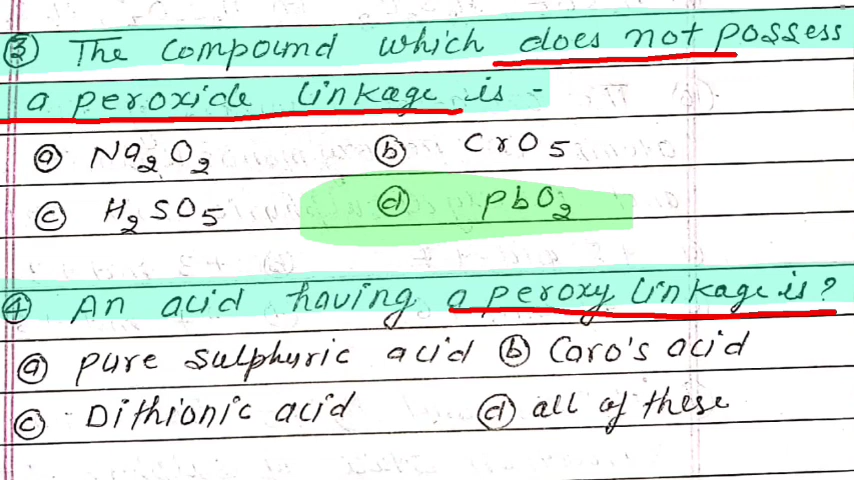 ③ The compound which does not possess
a peroxide linkage is -
ⓐ Na₂O₂ ⓑ CrO5
ⓒ H₂SO5 ⓓ PbO₂
④ An acid having a peroxy linkage is?
ⓐ pure sulphuric acid ⓑ Caro's acid
ⓒ Dithionic acid ⓓ all of these